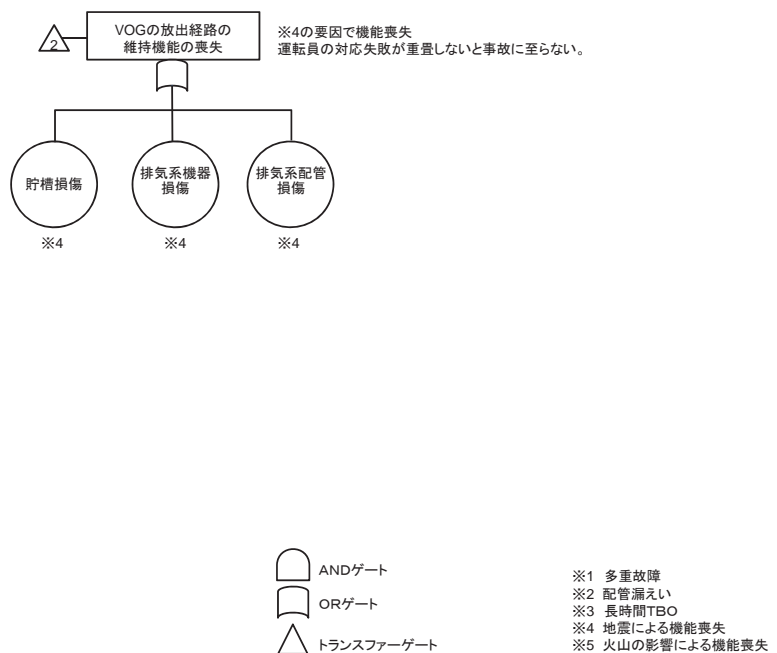 2
VOGの放出経路の
維持機能の喪失
※4の要因で機能喪失
運転員の対応失敗が重畳しないと事故に至らない。
貯槽損傷
排気系機器
損傷
排気系配管
損傷
※4
※4
※4
ANDゲート
ORゲート
トランスファーゲート
※1 多重故障
※2 配管漏えい
※3 長時間TBO
※4 地震による機能喪失
※5 火山の影響による機能喪失